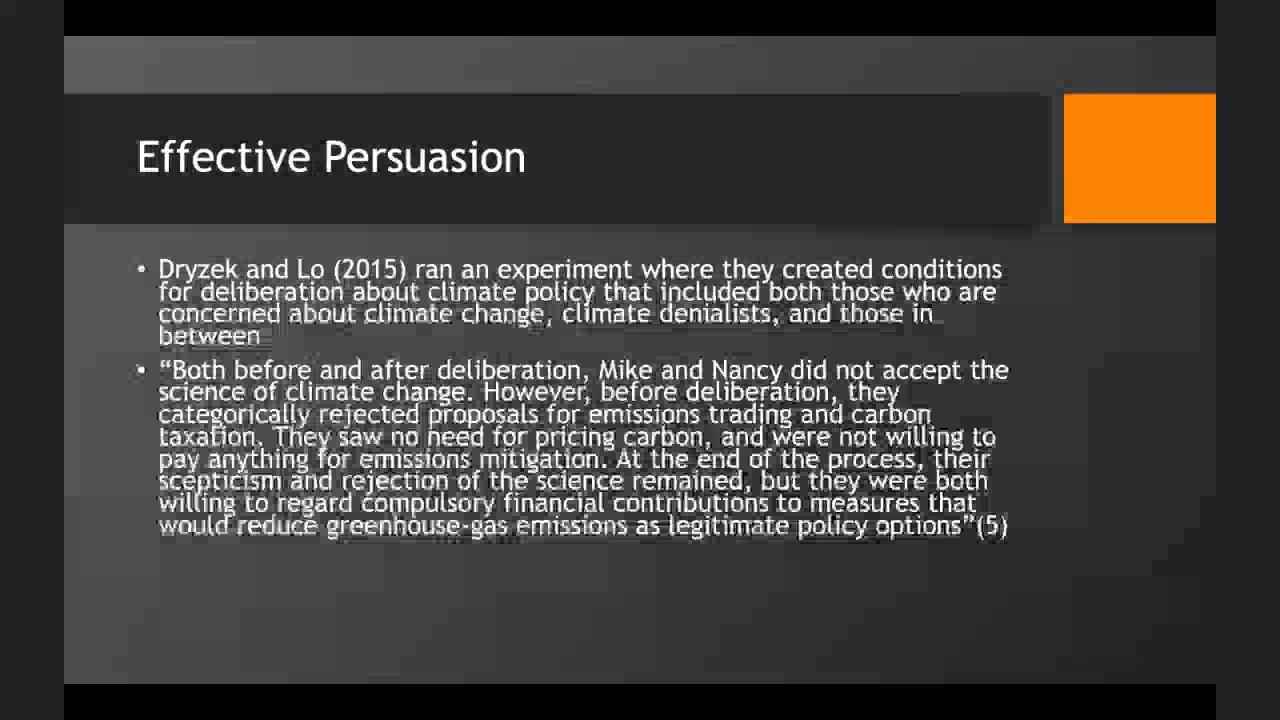 Effective Persuasion
• Dryzek and Lo (2015) ran an experiment where they created conditions
for deliberation about climate policy that included both those who are
concerned about climate change, climate denialists, and those in
between
• “Both before and after deliberation, Mike and Nancy did not accept the
science of climate change. However, before deliberation, they
categorically rejected proposals for emissions trading and carbon
taxation. They saw no need for pricing carbon, and were not willing to
pay anything for emissions mitigation. At the end of the process, their
scepticism and rejection of the science remained, but they were both
willing to regard compulsory financial contributions to measures that
would reduce greenhouse-gas emissions as legitimate policy options”(5)